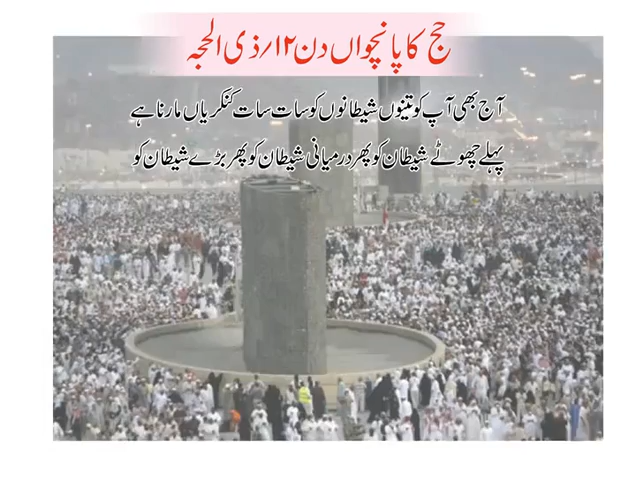 حج کا پانچواں دن ۱۲؍ ذی الحجہ
آج بھی آپ کو تینوں شیطانوں کو سات سات کنکریاں مارنا ہے
پہلے چھوٹے شیطان کو پھر درمیانی شیطان کو پھر بڑے شیطان کو